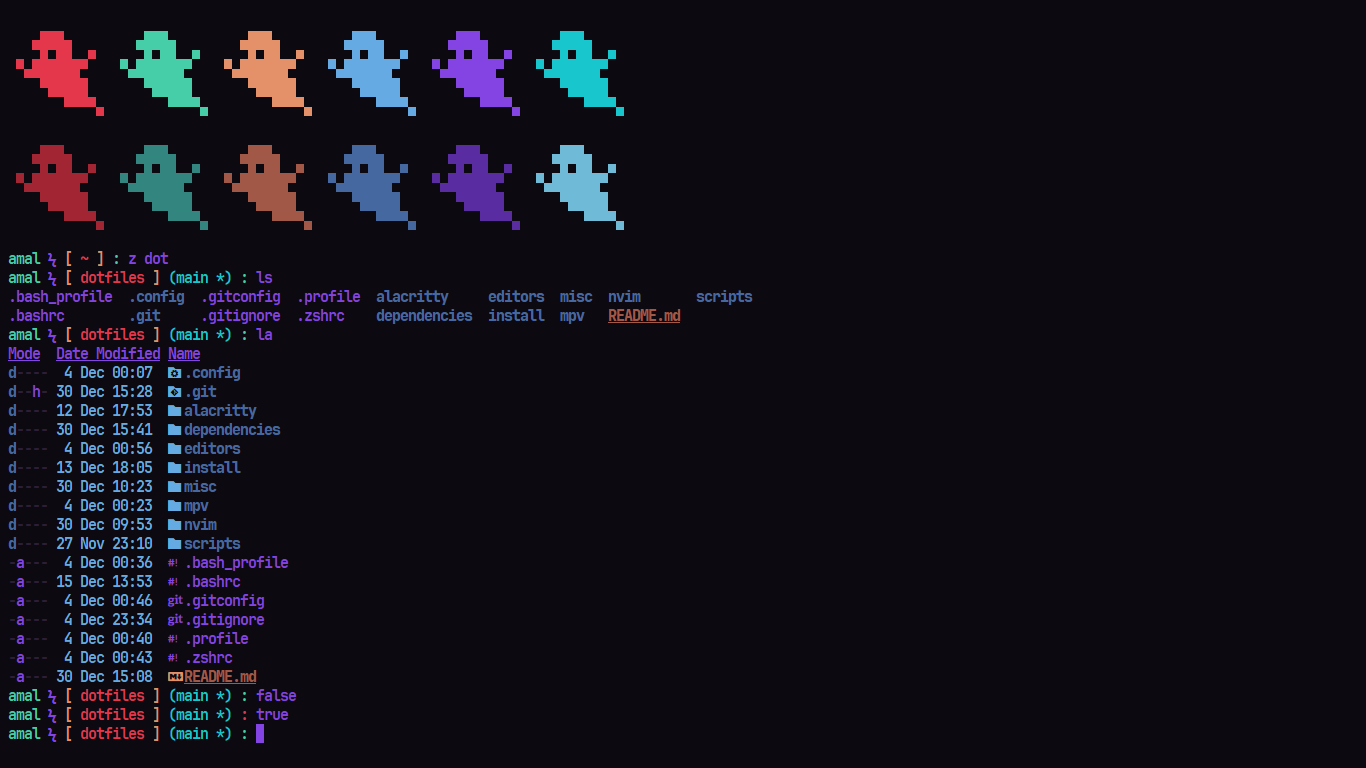 amal ϟ [ ~ ] : z dot
amal ϟ [ dotfiles ] (main *) : ls
.bash_profile  .config  .gitconfig  .profile  alacritty     editors  misc  nvim       scripts
.bashrc        .git     .gitignore  .zshrc    dependencies  install  mpv   README.md
amal ϟ [ dotfiles ] (main *) : la
Mode  Date Modified Name
d----  4 Dec 00:07  .config
d--h- 30 Dec 15:28  .git
d---- 12 Dec 17:53  alacritty
d---- 30 Dec 15:41  dependencies
d----  4 Dec 00:56  editors
d---- 13 Dec 18:05  install
d---- 30 Dec 10:23  misc
d----  4 Dec 00:23  mpv
d---- 30 Dec 09:53  nvim
d---- 27 Nov 23:10  scripts
-a---  4 Dec 00:36  #! .bash_profile
-a--- 15 Dec 13:53  #! .bashrc
-a---  4 Dec 00:46  git .gitconfig
-a---  4 Dec 23:34  git .gitignore
-a---  4 Dec 00:40  #! .profile
-a---  4 Dec 00:43  #! .zshrc
-a--- 30 Dec 15:08  README.md
amal ϟ [ dotfiles ] (main *) : false
amal ϟ [ dotfiles ] (main *) : true
amal ϟ [ dotfiles ] (main *) :